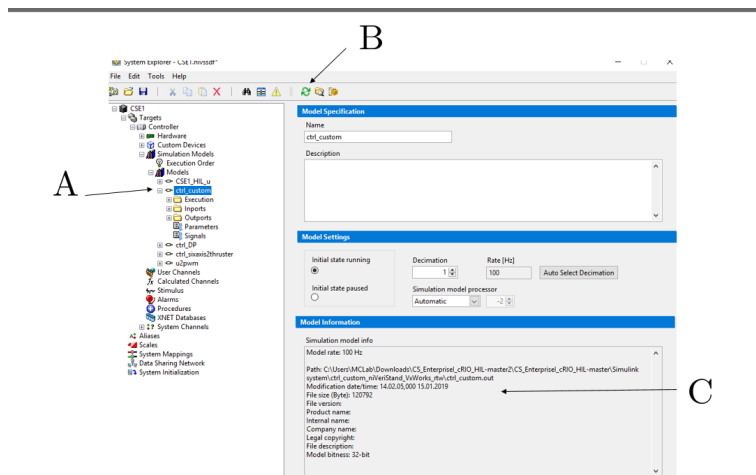 B
System Explorer - CSE1.nivssdf*
File Edit Tools Help
CSE1
Targets
Controller
Hardware
Custom Devices
Simulation Models
Execution Order
Models
CSE1_HIL_u
A
ctrl_custom
Execution
Inports
Outports
Parameters
Signals
ctrl_DP
ctrl_sixaxis2thruster
u2pwm
User Channels
Calculated Channels
Stimulus
Alarms
Procedures
XNET Databases
System Channels
Aliases
Scales
System Mappings
Data Sharing Network
System Initialization
Model Specification
Name
ctrl_custom
Description
Model Settings
Initial state running
Decimation
Rate [Hz]
1
100
Auto Select Decimation
Initial state paused
Simulation model processor
Automatic
-2
Model Information
Simulation model info
Model rate: 100 Hz
Path: C:\Users\MCLab\Downloads\CS_Enterprisel_cRIO_HIL-master2\CS_Enterprisel_cRIO_HIL-master\Simulink
system\ctrl_custom_niVeriStand_VxWorks_rtw\ctrl_custom.out
Modification date/time: 14.02.05,000 15.01.2019
File size (Byte): 120792
File version:
Product name:
Internal name:
Company name:
Legal copyright:
File description:
Model bitness: 32-bit
C